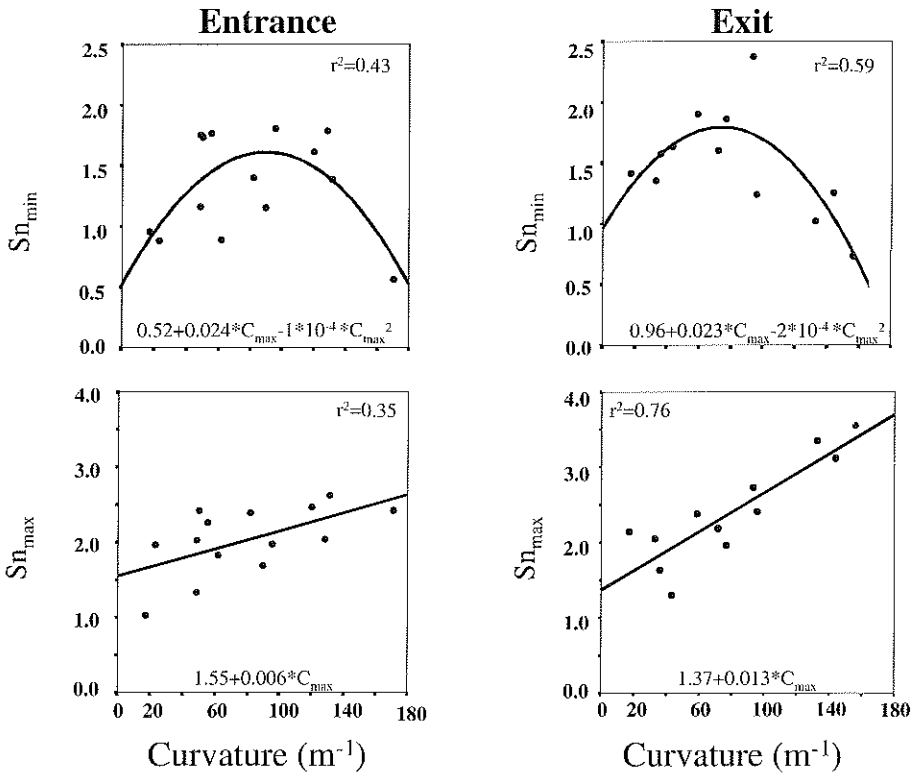 Entrance
Exit
2.5
2.0
1.5
1.0
0.5
0.0
Sn_min
r²=0.43
0.52+0.024*C_max-1*10⁻⁴*C_max²
2.5
2.0
1.5
1.0
0.5
0.0
Sn_min
r²=0.59
0.96+0.023*C_max-2*10⁻⁴*C_max²
4.0
3.0
2.0
1.0
0.0
Sn_max
r²=0.35
1.55+0.006*C_max
0 20 60 100 140 180
Curvature (m⁻¹)
4.0
3.0
2.0
1.0
0.0
Sn_max
r²=0.76
1.37+0.013*C_max
0 20 60 100 140 180
Curvature (m⁻¹)